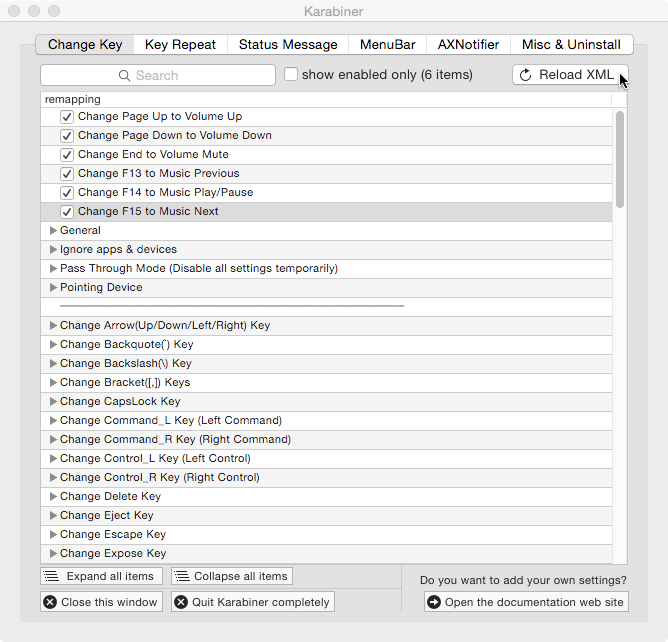 Karabiner
Change Key Key Repeat Status Message MenuBar AXNotifier Misc & Uninstall
Search show enabled only (6 items) Reload XML
remapping
Change Page Up to Volume Up
Change Page Down to Volume Down
Change End to Volume Mute
Change F13 to Music Previous
Change F14 to Music Play/Pause
Change F15 to Music Next
General
Ignore apps & devices
Pass Through Mode (Disable all settings temporarily)
Pointing Device
Change Arrow(Up/Down/Left/Right) Key
Change Backquote(`) Key
Change Backslash(\) Key
Change Bracket([,]) Keys
Change CapsLock Key
Change Command_L Key (Left Command)
Change Command_R Key (Right Command)
Change Control_L Key (Left Control)
Change Control_R Key (Right Control)
Change Delete Key
Change Eject Key
Change Escape Key
Change Expose Key
Expand all items Collapse all items Do you want to add your own settings?
Close this window Quit Karabiner completely Open the documentation web site